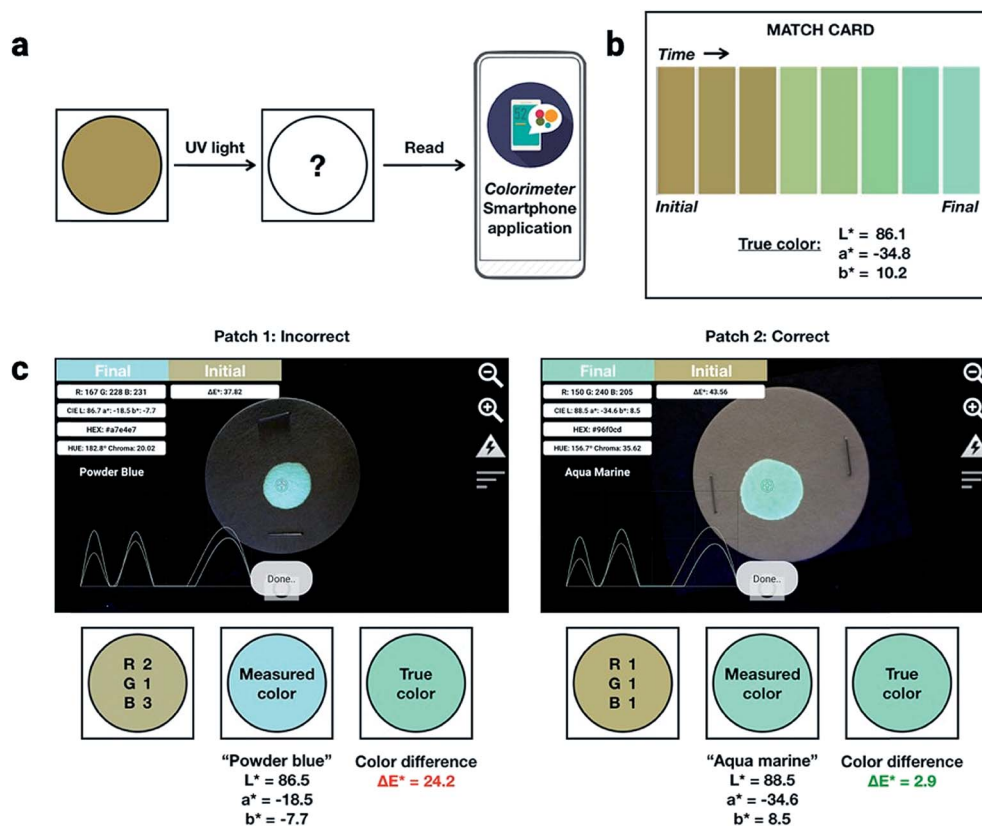 a
UV light
?
Read
52
Colorimeter
Smartphone
application
b
MATCH CARD
Time →
Initial
Final
True color:
L* = 86.1
a* = -34.8
b* = 10.2
c
Patch 1: Incorrect
Final
Initial
R: 167 G: 228 B: 231
ΔE*: 37.82
CIE L: 86.7 a*: -18.5 b*: -7.7
HEX: #a7e4e7
HUE: 182.8° Chroma: 20.02
Powder Blue
Done..
R 2
G 1
B 3
Measured
color
True
color
"Powder blue"
L* = 86.5
a* = -18.5
b* = -7.7
Color difference
ΔE* = 24.2
Patch 2: Correct
Final
Initial
R: 150 G: 240 B: 205
ΔE*: 43.56
CIE L: 88.5 a*: -34.6 b*: 8.5
HEX: #96f0cd
HUE: 156.7° Chroma: 35.62
Aqua Marine
Done..
R 1
G 1
B 1
Measured
color
True
color
"Aqua marine"
L* = 88.5
a* = -34.6
b* = 8.5
Color difference
ΔE* = 2.9